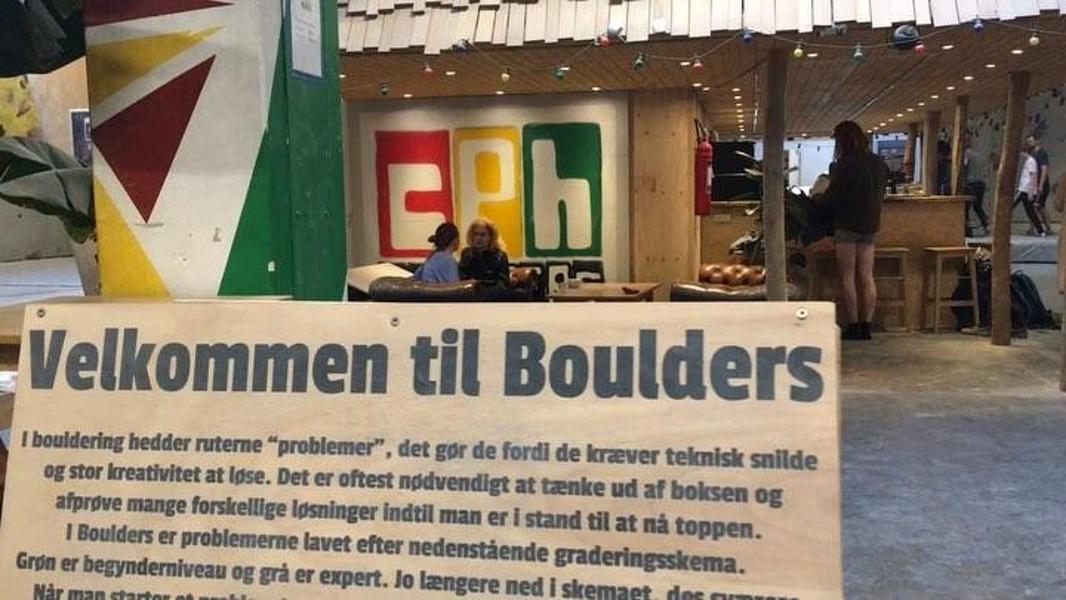 cph
Velkommen til Boulders
I bouldering hedder ruterne “problemer”, det gør de fordi de kræver teknisk snilde
og stor kreativitet at løse. Det er oftest nødvendigt at tænke ud af boksen og
afprøve mange forskellige løsninger indtil man er i stand til at nå toppen.
I Boulders er problemerne lavet efter nedenstående graderingsskema.
Grøn er begynderniveau og grå er expert. Jo længere ned i skemaet, des sværere
Når man starter et